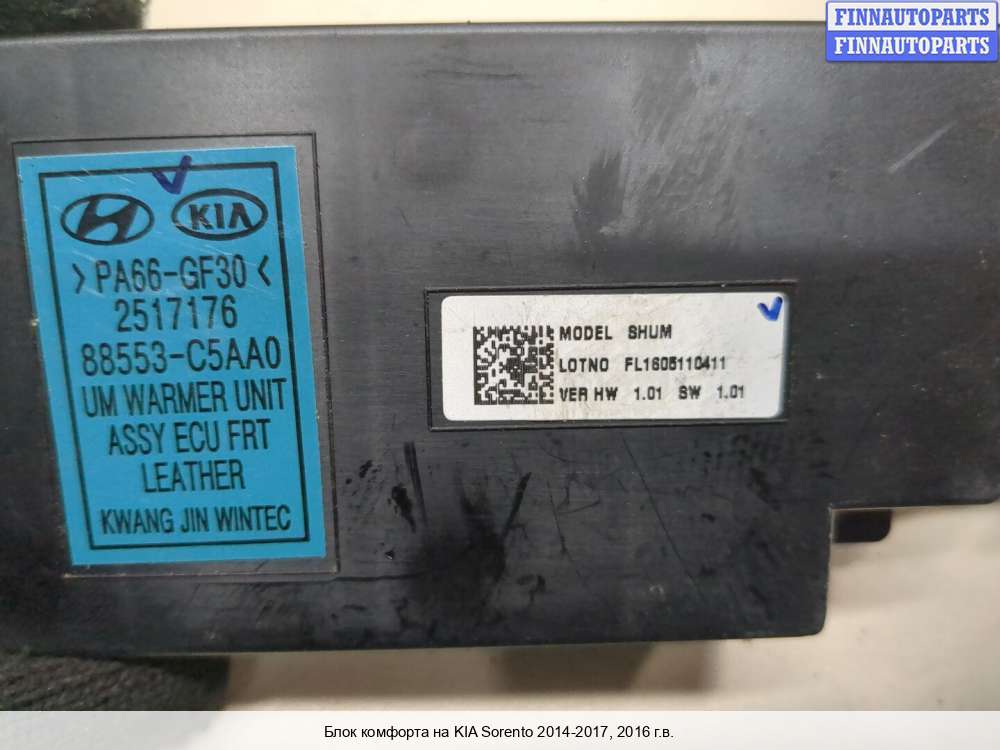 FINNAUTOPARTS
FINNAUTOPARTS
KIA
>PA66-GF30<
2517176
88553-C5AA0
UM WARMER UNIT
ASSY ECU FRT
LEATHER
KWANG JIN WINTEC
MODEL SHUM
LOTNO FL1605110411
VER HW 1.01 SW 1.01
Блок комфорта на KIA Sorento 2014-2017, 2016 г.в.